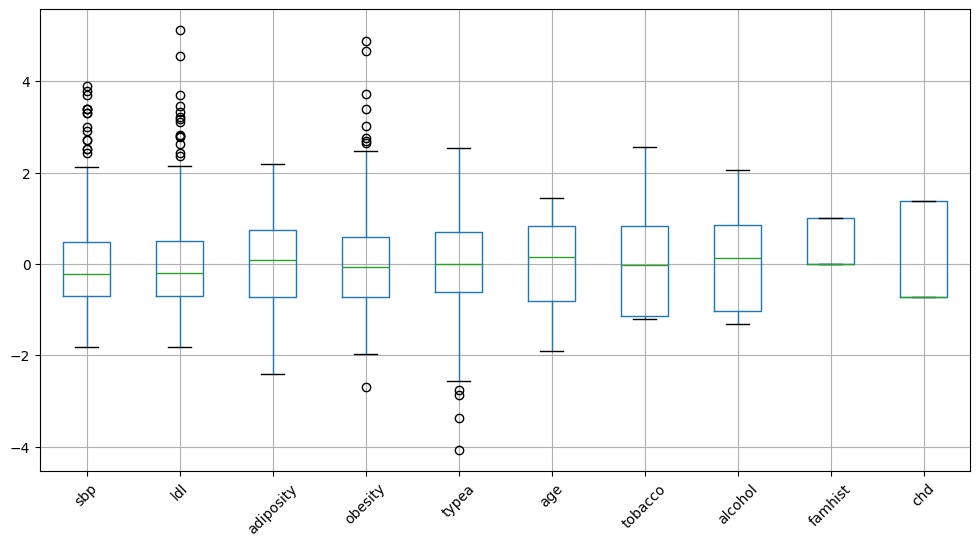 4
2
0
−2
−4
sbp
ldl
adiposity
obesity
typea
age
tobacco
alcohol
famhist
chd